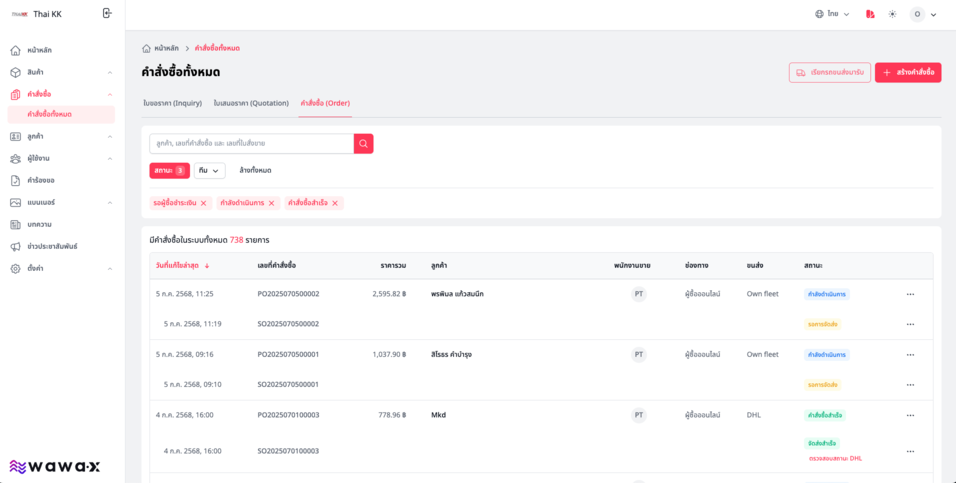 Thai KK
ไทย
O
หน้าหลัก
สินค้า
คำสั่งซื้อ
คำสั่งซื้อทั้งหมด
ลูกค้า
ผู้ใช้งาน
คำร้องขอ
แบนเนอร์
บทความ
ข่าวประชาสัมพันธ์
ตั้งค่า
wawax
หน้าหลัก > คำสั่งซื้อทั้งหมด
คำสั่งซื้อทั้งหมด
เรียกรถขนส่งมารับ
สร้างคำสั่งซื้อ
ใบขอราคา (Inquiry) ใบเสนอราคา (Quotation) คำสั่งซื้อ (Order)
ลูกค้า, เลขที่คำสั่งซื้อ และ เลขที่ใบสั่งขาย
สถานะ 3 ทีม ล้างทั้งหมด
รอผู้ซื้อชำระเงิน กำลังดำเนินการ คำสั่งซื้อสำเร็จ
มีคำสั่งซื้อในระบบทั้งหมด 738 รายการ
วันที่แก้ไขล่าสุด เลขที่คำสั่งซื้อ ราคารวม ลูกค้า พนักงานขาย ช่องทาง ขนส่ง สถานะ
5 ก.ค. 2568, 11:25 PO2025070500002 2,595.82 ฿ พรพิมล แก้วสมนึก PT ผู้ซื้อออนไลน์ Own fleet กำลังดำเนินการ
5 ก.ค. 2568, 11:19 SO2025070500002 รอการจัดส่ง
5 ก.ค. 2568, 09:16 PO2025070500001 1,037.90 ฿ สิโรธร คำบำรุง PT ผู้ซื้อออนไลน์ Own fleet กำลังดำเนินการ
5 ก.ค. 2568, 09:10 SO2025070500001 รอการจัดส่ง
4 ก.ค. 2568, 16:00 PO2025070100003 778.96 ฿ Mkd PT ผู้ซื้อออนไลน์ DHL คำสั่งซื้อสำเร็จ
4 ก.ค. 2568, 16:00 SO2025070100003 จัดส่งสำเร็จ
ตรวจสอบสถานะ DHL